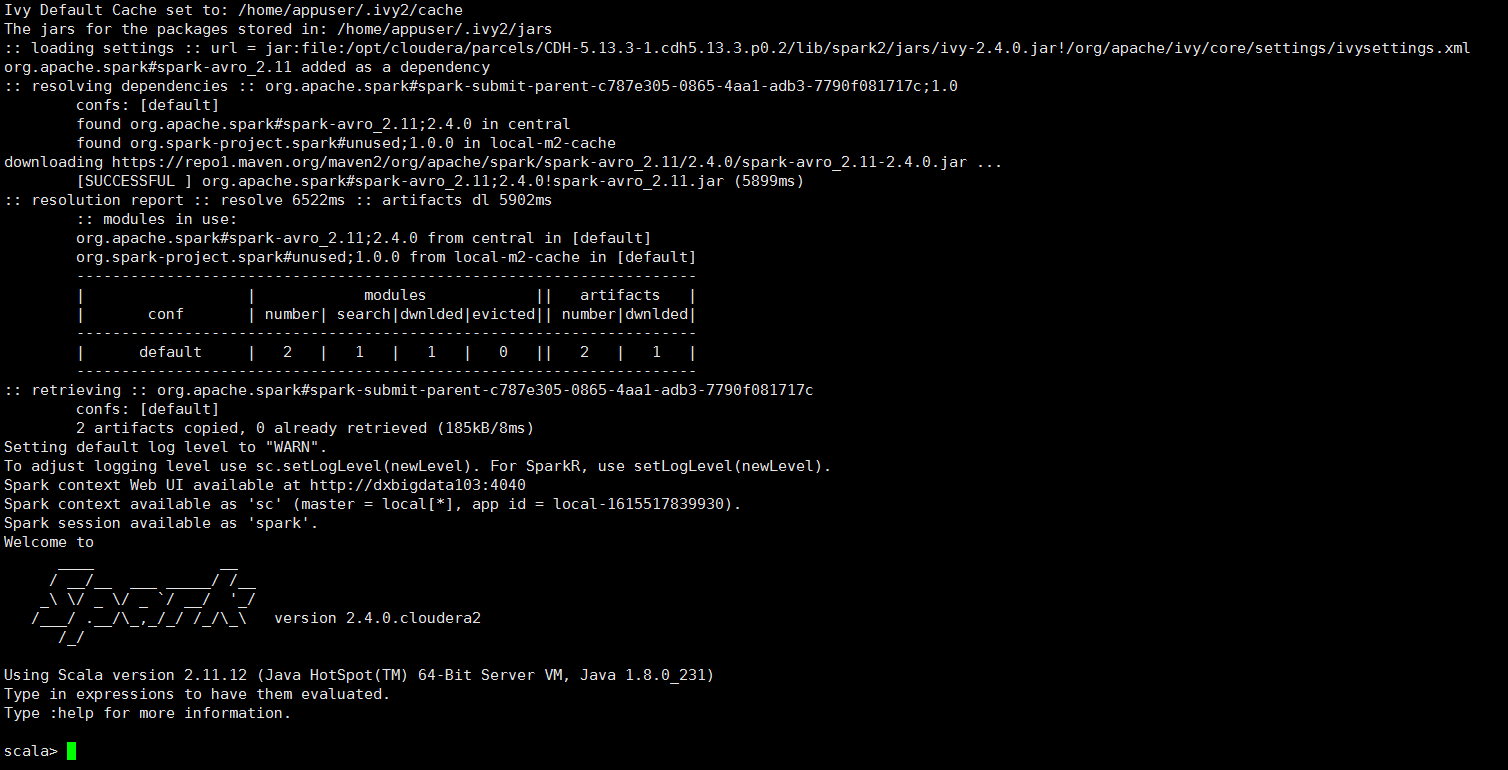 Ivy Default Cache set to: /home/appuser/.ivy2/cache
The jars for the packages stored in: /home/appuser/.ivy2/jars
:: loading settings :: url = jar:file:/opt/cloudera/parcels/CDH-5.13.3-1.cdh5.13.3.p0.2/lib/spark2/jars/ivy-2.4.0.jar!/org/apache/ivy/core/settings/ivysettings.xml
org.apache.spark#spark-avro_2.11 added as a dependency
:: resolving dependencies :: org.apache.spark#spark-submit-parent-c787e305-0865-4aa1-adb3-7790f081717c;1.0
        confs: [default]
        found org.apache.spark#spark-avro_2.11;2.4.0 in central
        found org.spark-project.spark#unused;1.0.0 in local-m2-cache
downloading https://repo1.maven.org/maven2/org/apache/spark/spark-avro_2.11/2.4.0/spark-avro_2.11-2.4.0.jar ...
        [SUCCESSFUL ] org.apache.spark#spark-avro_2.11;2.4.0!spark-avro_2.11.jar (5899ms)
:: resolution report :: resolve 6522ms :: artifacts dl 5902ms
        :: modules in use:
        org.apache.spark#spark-avro_2.11;2.4.0 from central in [default]
        org.spark-project.spark#unused;1.0.0 from local-m2-cache in [default]
        ---------------------------------------------------------------------
        |                  |            modules            ||   artifacts   |
        |       conf       | number| search|dwnlded|evicted|| number|dwnlded|
        ---------------------------------------------------------------------
        |      default     |   2   |   1   |   1   |   0   ||   2   |   1   |
        ---------------------------------------------------------------------
:: retrieving :: org.apache.spark#spark-submit-parent-c787e305-0865-4aa1-adb3-7790f081717c
        confs: [default]
        2 artifacts copied, 0 already retrieved (185kB/8ms)
Setting default log level to "WARN".
To adjust logging level use sc.setLogLevel(newLevel). For SparkR, use setLogLevel(newLevel).
Spark context Web UI available at http://dxbigdata103:4040
Spark context available as 'sc' (master = local[*], app id = local-1615517839930).
Spark session available as 'spark'.
Welcome to
      ____              __
     / __/__  ___ _____/ /__
    _\ \/ _ \/ _ `/ __/  '_/
   /___/ .__/\_,_/_/ /_/\_\   version 2.4.0.cloudera2
      /_/

Using Scala version 2.11.12 (Java HotSpot(TM) 64-Bit Server VM, Java 1.8.0_231)
Type in expressions to have them evaluated.
Type :help for more information.

scala>